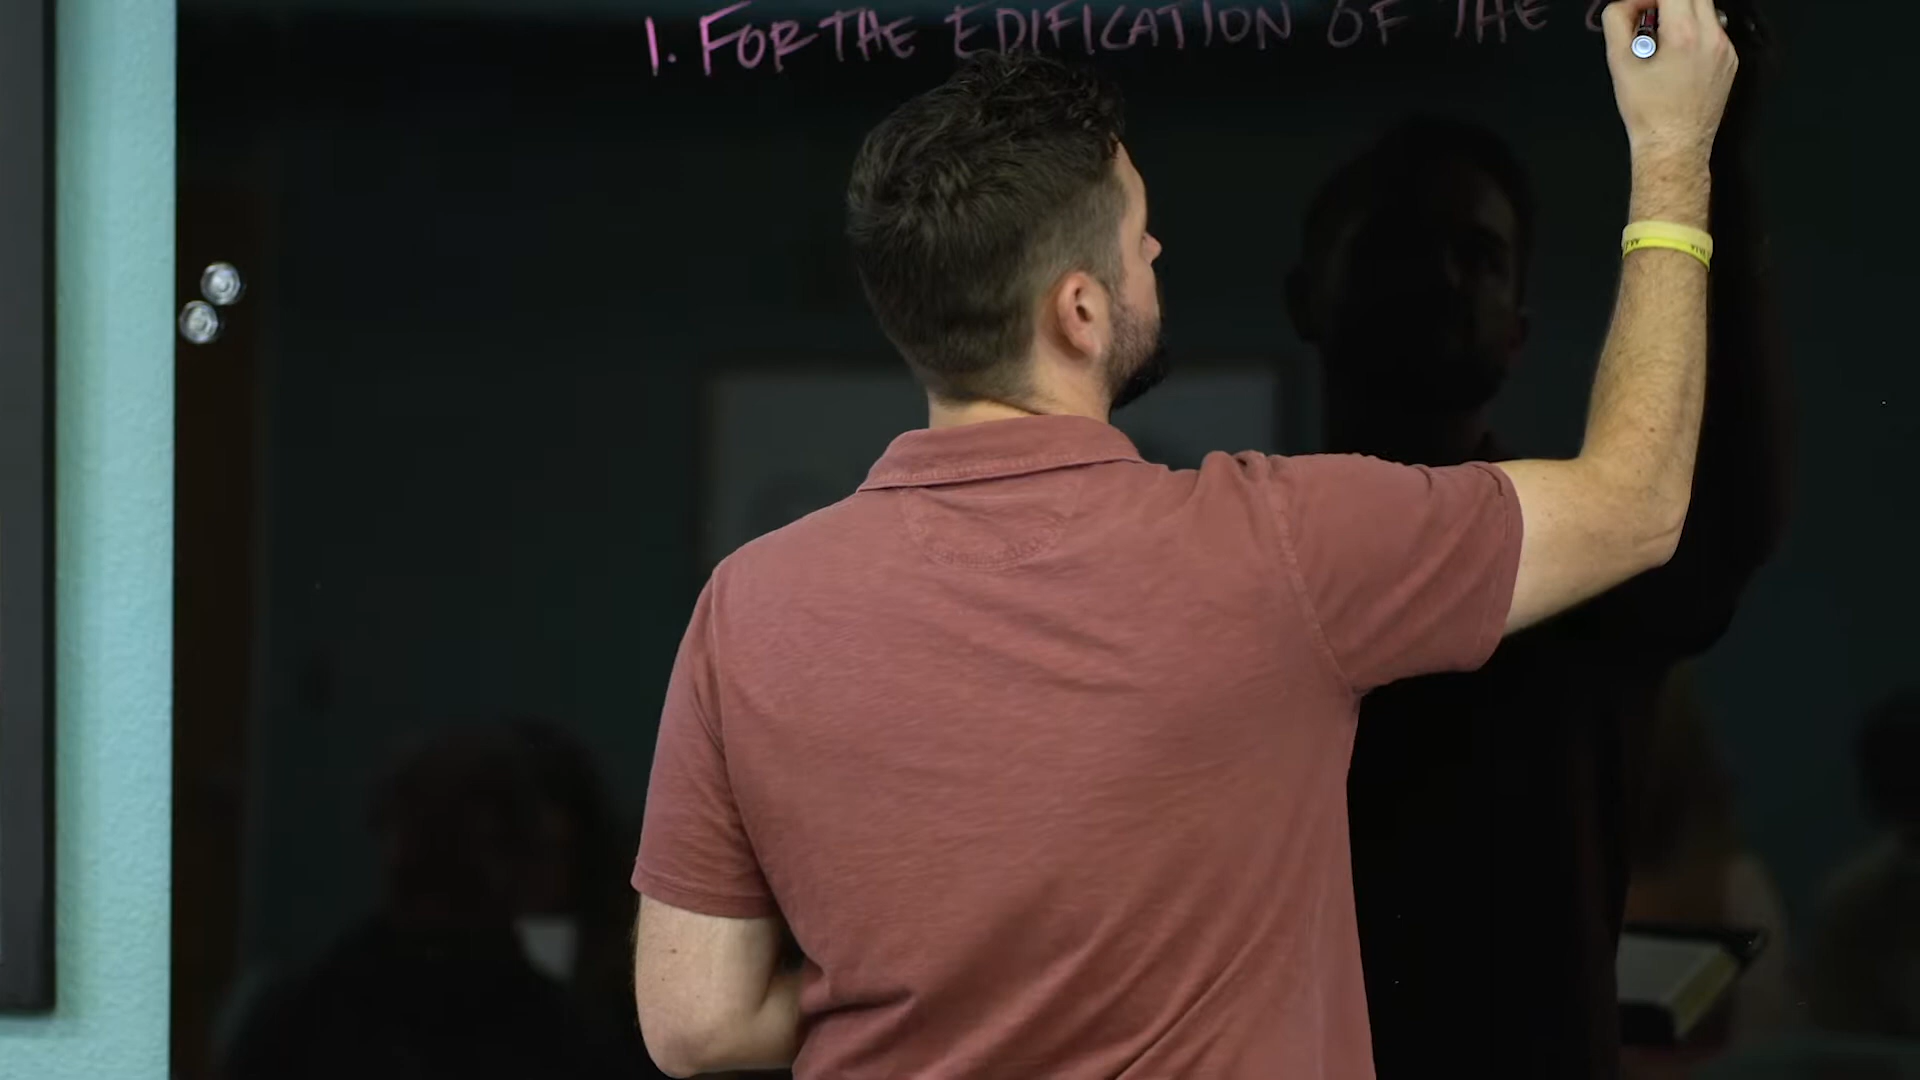 1. FOR THE EDIFICATION OF THE